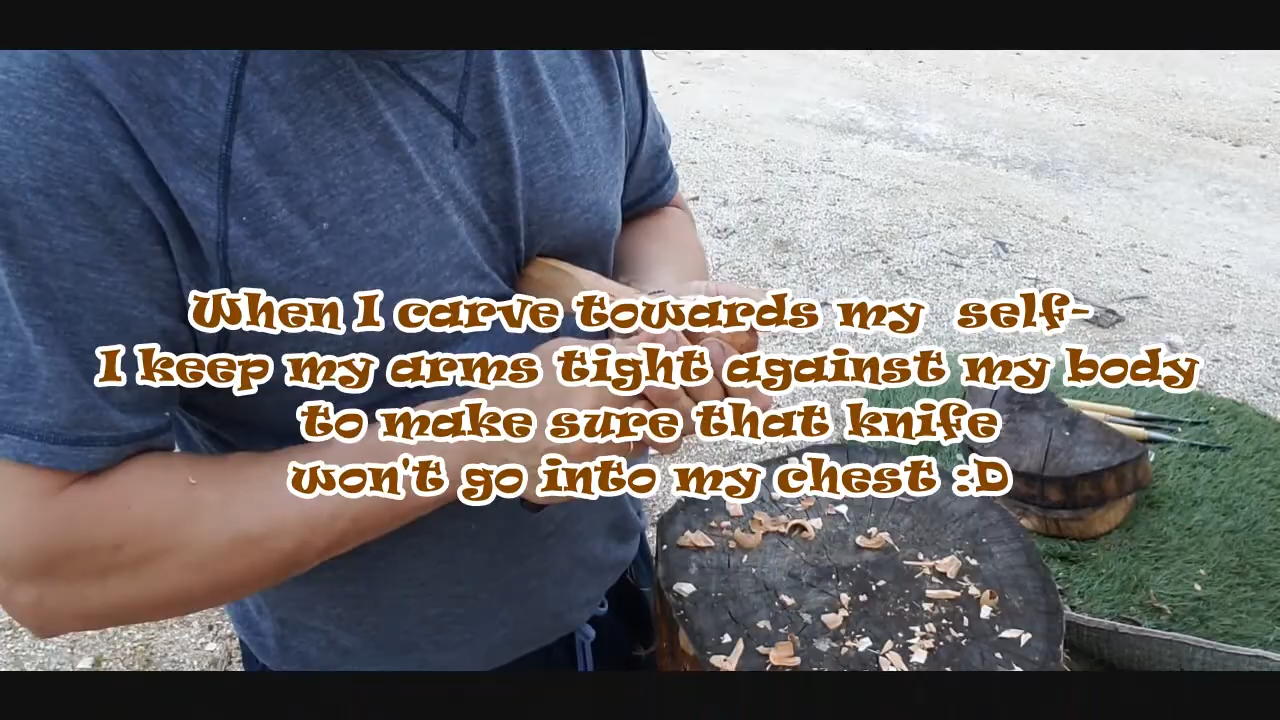 When I carve towards my  self-
I keep my arms tight against my body
to make sure that knife
won't go into my chest :D